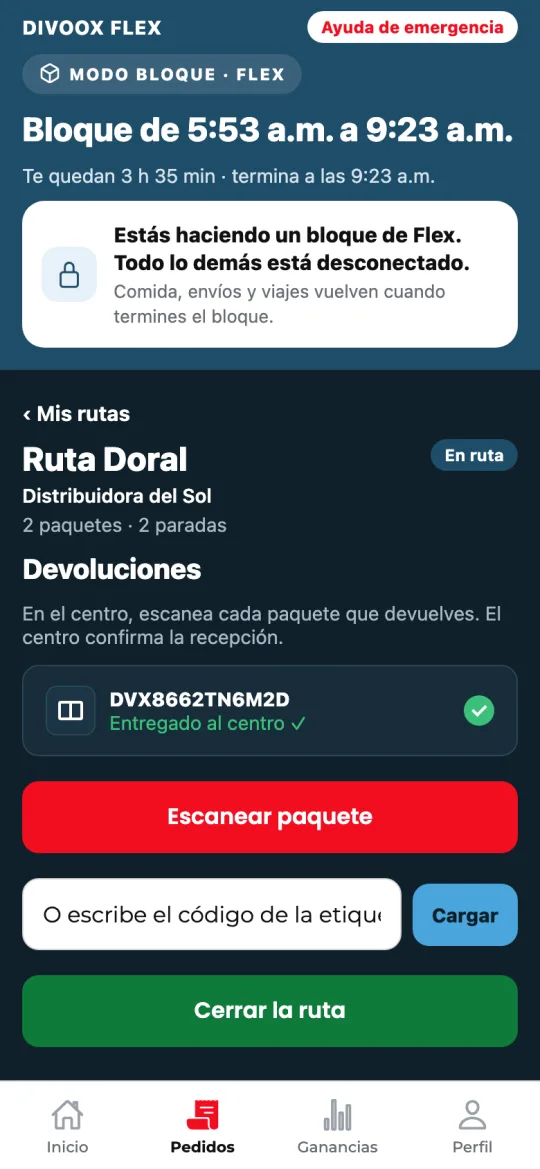 DIVOOX FLEX
Ayuda de emergencia
MODO BLOQUE · FLEX
Bloque de 5:53 a.m. a 9:23 a.m.
Te quedan 3 h 35 min · termina a las 9:23 a.m.
Estás haciendo un bloque de Flex.
Todo lo demás está desconectado.
Comida, envíos y viajes vuelven cuando
termines el bloque.
‹ Mis rutas
Ruta Doral
En ruta
Distribuidora del Sol
2 paquetes · 2 paradas
Devoluciones
En el centro, escanea cada paquete que devuelves. El
centro confirma la recepción.
DVX8662TN6M2D
Entregado al centro ✓
Escanear paquete
O escribe el código de la etique
Cargar
Cerrar la ruta
Inicio
Pedidos
Ganancias
Perfil